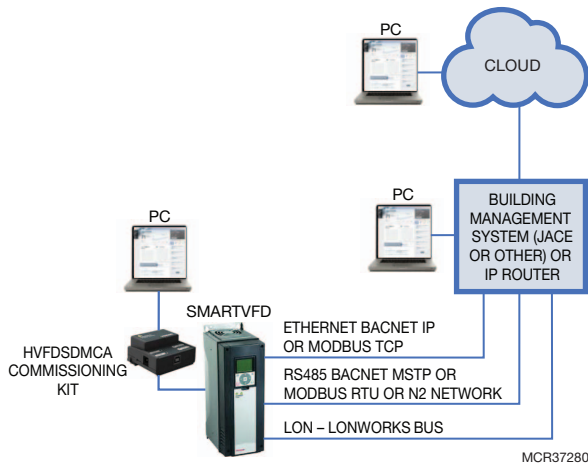 PC
CLOUD
PC
BUILDING
MANAGEMENT
SYSTEM (JACE
OR OTHER) OR
IP ROUTER
PC
SMARTVFD
HVFDSDMCA
COMMISSIONING
KIT
ETHERNET BACNET IP
OR MODBUS TCP
RS485 BACNET MSTP OR
MODBUS RTU OR N2 NETWORK
LON – LONWORKS BUS
MCR37280